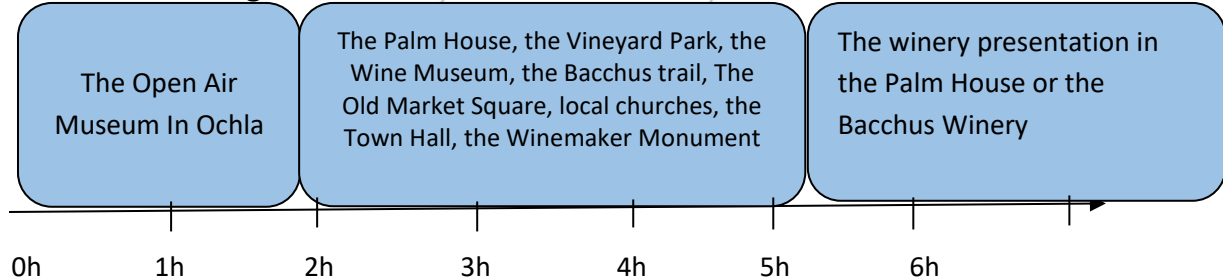 The Open Air
Museum In Ochla
The Palm House, the Vineyard Park, the
Wine Museum, the Bacchus trail, The
Old Market Square, local churches, the
Town Hall, the Winemaker Monument
The winery presentation in
the Palm House or the
Bacchus Winery
0h 1h 2h 3h 4h 5h 6h